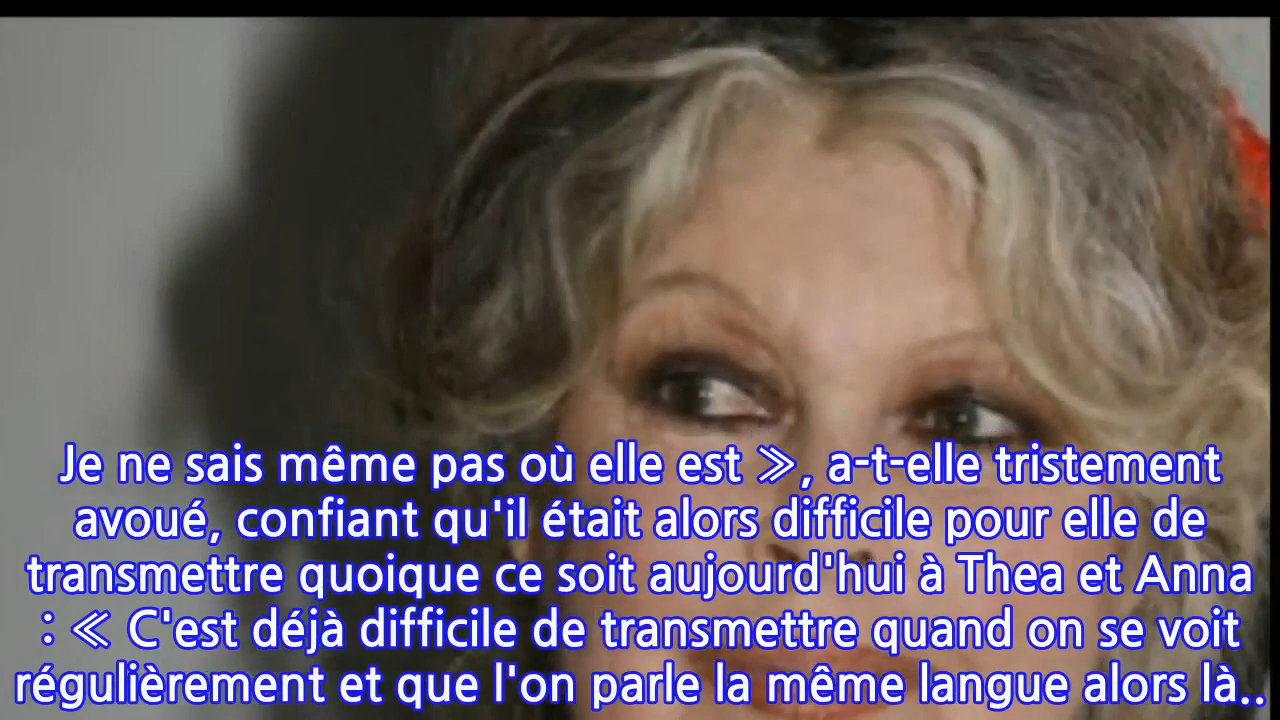 Je ne sais même pas où elle est ≫, a-t-elle tristement
avoué, confiant qu'il était alors difficile pour elle de
transmettre quoique ce soit aujourd'hui à Thea et Anna
: ≪ C'est déjà difficile de transmettre quand on se voit
régulièrement et que l'on parle la même langue alors là..